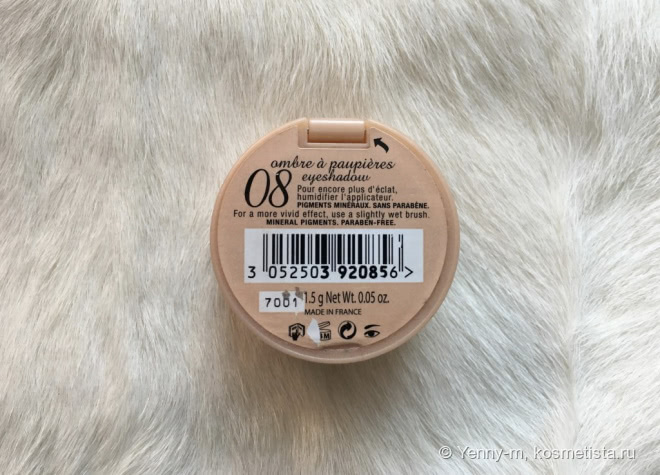 ombre à paupières
08 eyeshadow
Pour encore plus d'éclat,
humidifier l'applicateur.
PIGMENTS MINÉRAUX. SANS PARABÈNE.
For a more vivid effect, use a slightly wet brush.
MINERAL PIGMENTS. PARABEN-FREE.
3 052503 920856 >
7001 1.5 g Net Wt. 0.05 oz.
MADE IN FRANCE
© Yenny-m, kosmetista.ru